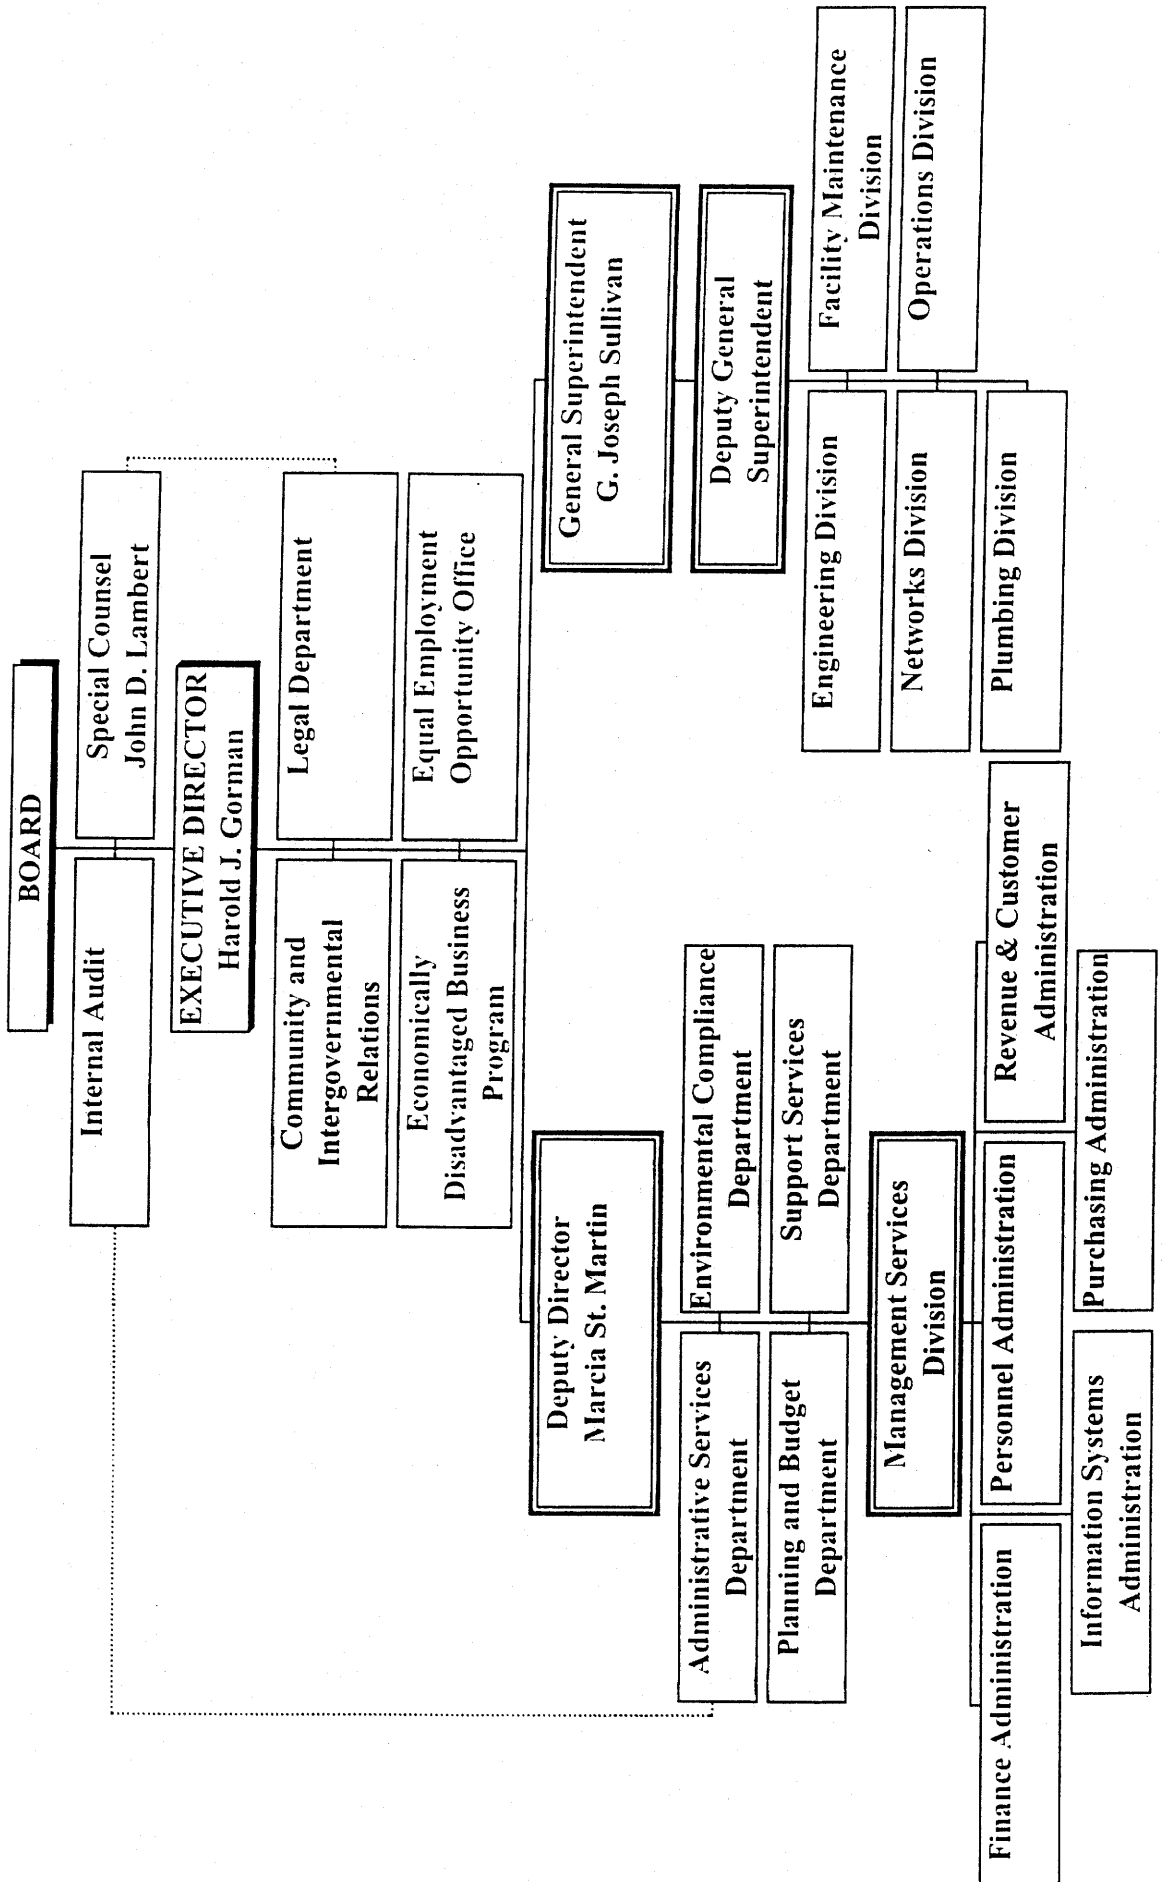 BOARD
Internal Audit
Special Counsel
John D. Lambert
EXECUTIVE DIRECTOR
Harold J. Gorman
Community and
Intergovernmental
Relations
Legal Department
Economically
Disadvantaged Business
Program
Equal Employment
Opportunity Office
Deputy Director
Marcia St. Martin
General Superintendent
G. Joseph Sullivan
Administrative Services
Department
Environmental Compliance
Department
Planning and Budget
Department
Support Services
Department
Management Services
Division
Finance Administration
Personnel Administration
Revenue & Customer
Administration
Information Systems
Administration
Purchasing Administration
Deputy General
Superintendent
Engineering Division
Facility Maintenance
Division
Networks Division
Operations Division
Plumbing Division